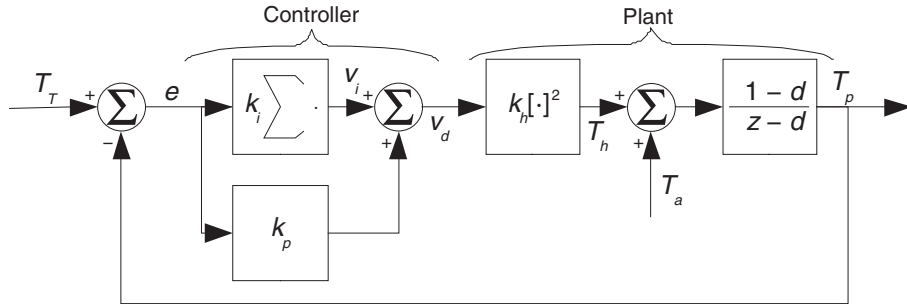 Controller
Plant
T_T
+
Σ
−
e
k_i Σ ·
v_i
+
Σ
+
v_d
k_h[·]²
T_h
+
Σ
+
T_a
1 − d
z − d
T_p
k_p